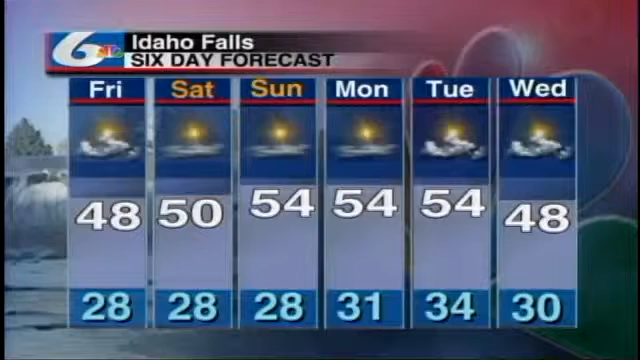 6
Idaho Falls
SIX DAY FORECAST
Fri Sat Sun Mon Tue Wed
48 50 54 54 54 48
28 28 28 31 34 30